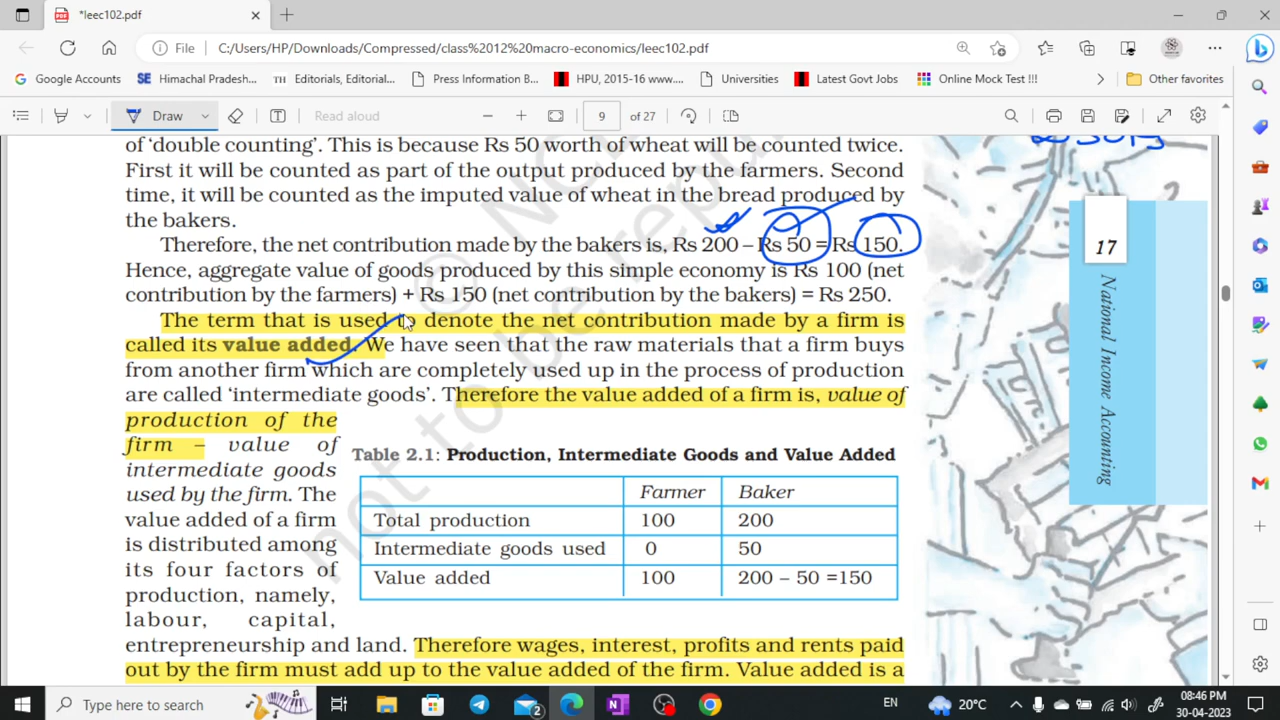 *leec102.pdf
File C:/Users/HP/Downloads/Compressed/class%2012%20macro-economics/leec102.pdf
Google Accounts SE Himachal Pradesh... TH Editorials, Editorial... Press Information B... HPU, 2015-16 www.... Universities Latest Govt Jobs Online Mock Test !!! Other favorites
Draw Read aloud 9 of 27
of 'double counting'. This is because Rs 50 worth of wheat will be counted twice.
First it will be counted as part of the output produced by the farmers. Second
time, it will be counted as the imputed value of wheat in the bread produced by
the bakers.
Therefore, the net contribution made by the bakers is, Rs 200 – Rs 50 = Rs 150.
Hence, aggregate value of goods produced by this simple economy is Rs 100 (net
contribution by the farmers) + Rs 150 (net contribution by the bakers) = Rs 250.
The term that is used to denote the net contribution made by a firm is
called its value added. We have seen that the raw materials that a firm buys
from another firm which are completely used up in the process of production
are called 'intermediate goods'. Therefore the value added of a firm is, value of
production of the
firm – value of
intermediate goods
used by the firm. The
value added of a firm
is distributed among
its four factors of
production, namely,
labour, capital,
entrepreneurship and land. Therefore wages, interest, profits and rents paid
out by the firm must add up to the value added of the firm. Value added is a
Table 2.1: Production, Intermediate Goods and Value Added
Farmer Baker
Total production 100 200
Intermediate goods used 0 50
Value added 100 200 – 50 =150
17
National Income Accounting
© NC
not to be repu
Type here to search
2
20°C
EN
08:46 PM
30-04-2023